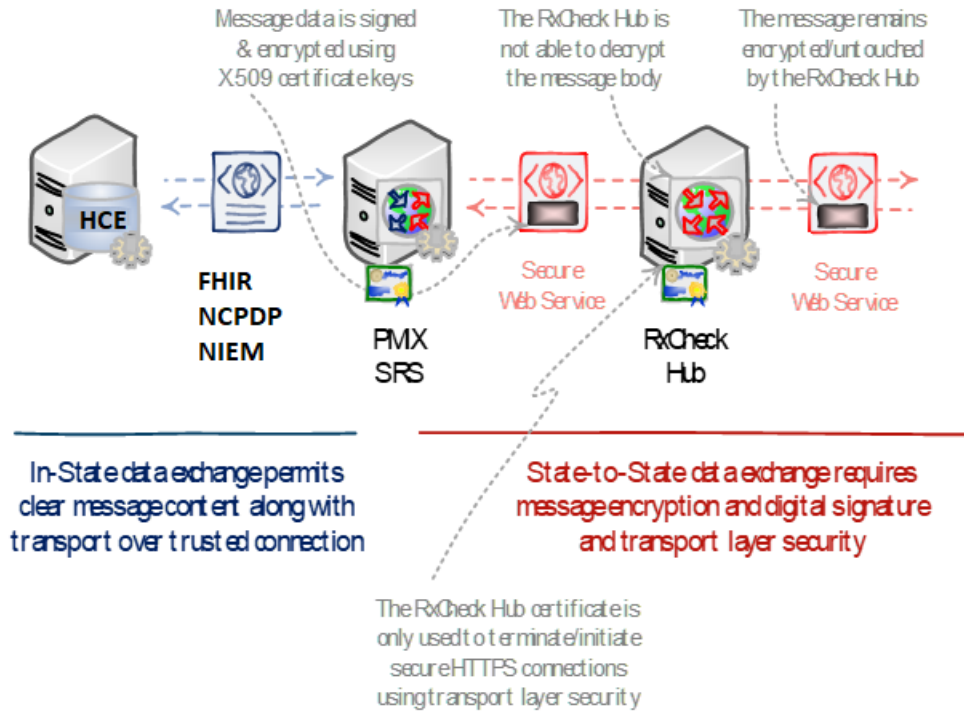 Message data is signed
& encrypted using
X.509 certificate keys
The RxCheck Hub is
not able to decrypt
the message body
The message remains
encrypted/untouched
by the RxCheck Hub
HCE
FHIR
NCPDP
NIEM
PMIX
SRS
Secure
Web Service
RxCheck
Hub
Secure
Web Service
In-State data exchange permits
clear message content along with
transport over trusted connection
State-to-State data exchange requires
message encryption and digital signature
and transport layer security
The RxCheck Hub certificate is
only used to terminate/initiate
secure HTTPS connections
using transport layer security